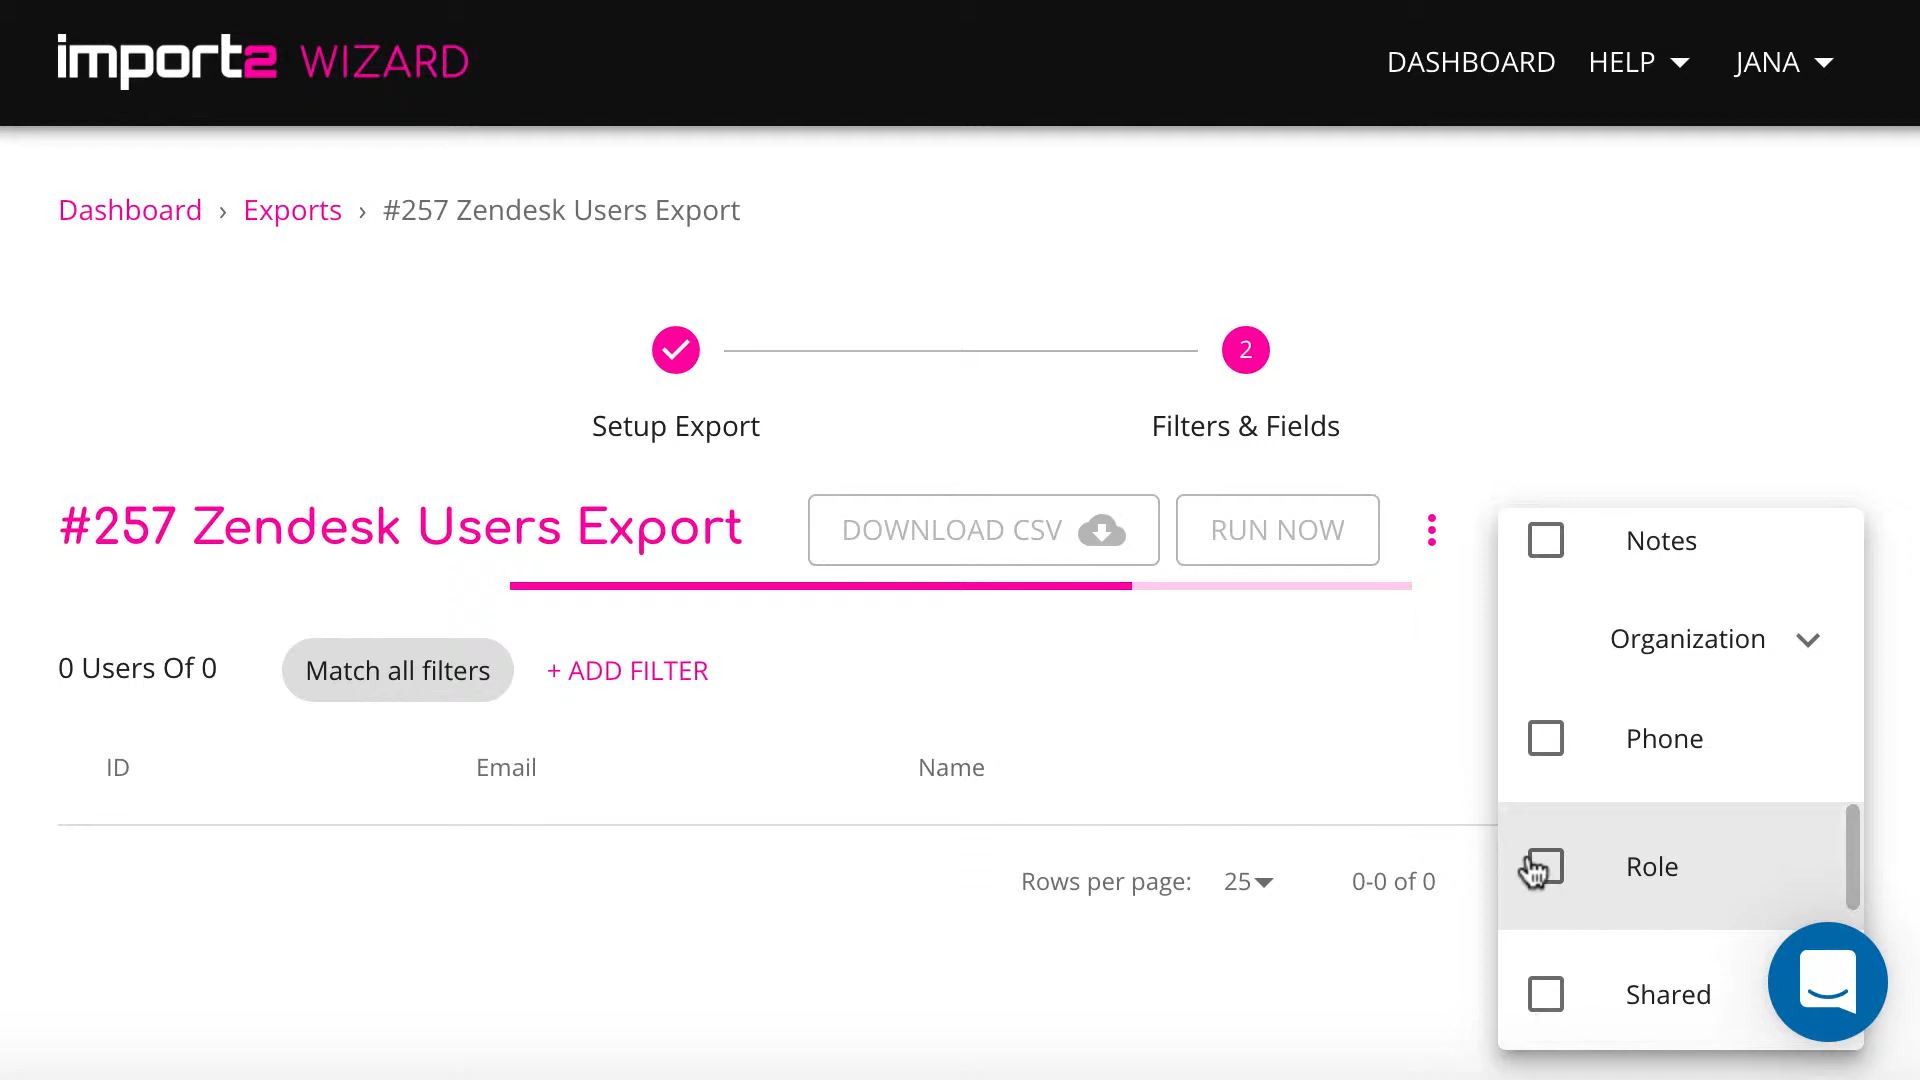 import2 WIZARD
DASHBOARD HELP JANA
Dashboard › Exports › #257 Zendesk Users Export
2
Setup Export Filters & Fields
#257 Zendesk Users Export DOWNLOAD CSV RUN NOW
0 Users Of 0 Match all filters + ADD FILTER
ID Email Name
Rows per page: 25 0-0 of 0
Notes
Organization
Phone
Role
Shared